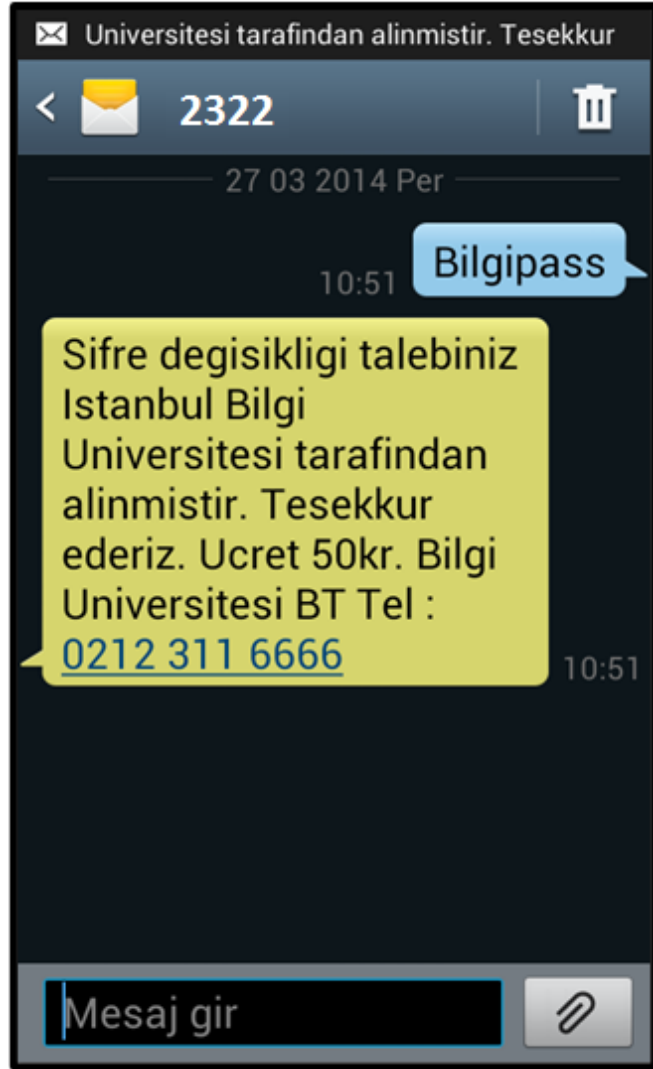 Universitesi tarafindan alinmistir. Tesekkur
2322
27 03 2014 Per
Bilgipass
10:51
Sifre degisikligi talebiniz
Istanbul Bilgi
Universitesi tarafindan
alinmistir. Tesekkur
ederiz. Ucret 50kr. Bilgi
Universitesi BT Tel :
0212 311 6666
10:51
Mesaj gir